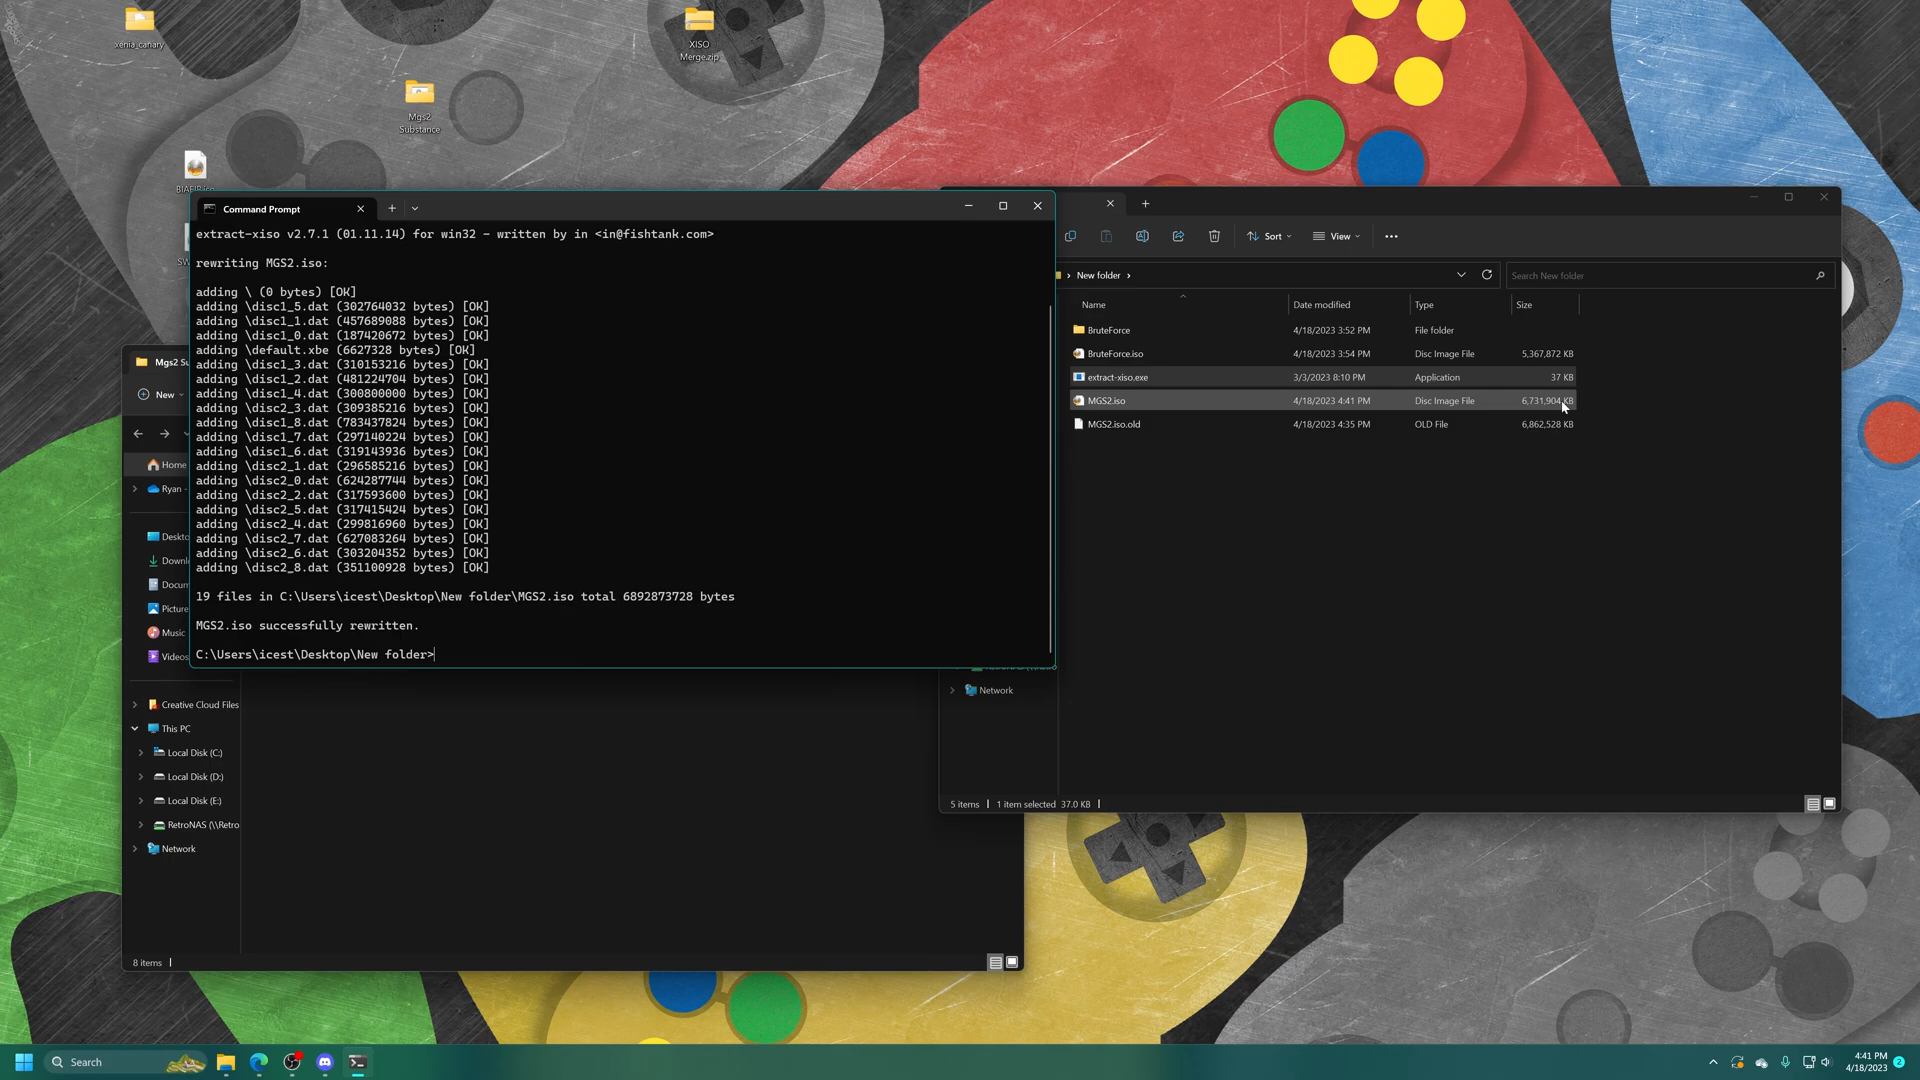 xenia_canary
XISO
Merge.zip
Mgs2
Substance
Command Prompt
extract-xiso v2.7.1 (01.11.14) for win32 - written by in <in@fishtank.com>
rewriting MGS2.iso:
adding \ (0 bytes) [OK]
adding \disc1_5.dat (302764032 bytes) [OK]
adding \disc1_1.dat (457689088 bytes) [OK]
adding \disc1_0.dat (187420672 bytes) [OK]
adding \default.xbe (6627328 bytes) [OK]
adding \disc1_3.dat (310153216 bytes) [OK]
adding \disc1_2.dat (481224704 bytes) [OK]
adding \disc1_4.dat (300800000 bytes) [OK]
adding \disc2_3.dat (309385216 bytes) [OK]
adding \disc1_8.dat (783437824 bytes) [OK]
adding \disc1_7.dat (297140224 bytes) [OK]
adding \disc1_6.dat (319143936 bytes) [OK]
adding \disc2_1.dat (296585216 bytes) [OK]
adding \disc2_0.dat (624287744 bytes) [OK]
adding \disc2_2.dat (317593600 bytes) [OK]
adding \disc2_5.dat (317415424 bytes) [OK]
adding \disc2_4.dat (299816960 bytes) [OK]
adding \disc2_7.dat (627083264 bytes) [OK]
adding \disc2_6.dat (303204352 bytes) [OK]
adding \disc2_8.dat (351100928 bytes) [OK]
19 files in C:\Users\icest\Desktop\New folder\MGS2.iso total 6892873728 bytes
MGS2.iso successfully rewritten.
C:\Users\icest\Desktop\New folder>
Sort
View
New folder
Search New folder
Name Date modified Type Size
BruteForce 4/18/2023 3:52 PM File folder
BruteForce.iso 4/18/2023 3:54 PM Disc Image File 5,367,872 KB
extract-xiso.exe 3/3/2023 8:10 PM Application 37 KB
MGS2.iso 4/18/2023 4:41 PM Disc Image File 6,731,904 KB
MGS2.iso.old 4/18/2023 4:35 PM OLD File 6,862,528 KB
Network
5 items 1 item selected 37.0 KB
Mgs2 Su
New
Home
Ryan -
Deskto
Downl
Docum
Picture
Music
Videos
Creative Cloud Files
This PC
Local Disk (C:)
Local Disk (D:)
Local Disk (E:)
RetroNAS (\\Retro
Network
8 items
Search
4:41 PM
4/18/2023
2